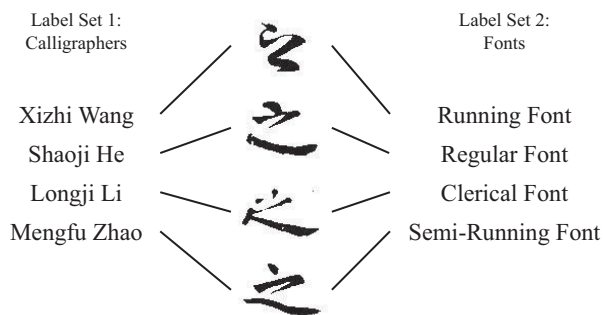 Label Set 1:
Calligraphers
Label Set 2:
Fonts
Xizhi Wang
Shaoji He
Longji Li
Mengfu Zhao
之
之
之
之
Running Font
Regular Font
Clerical Font
Semi-Running Font